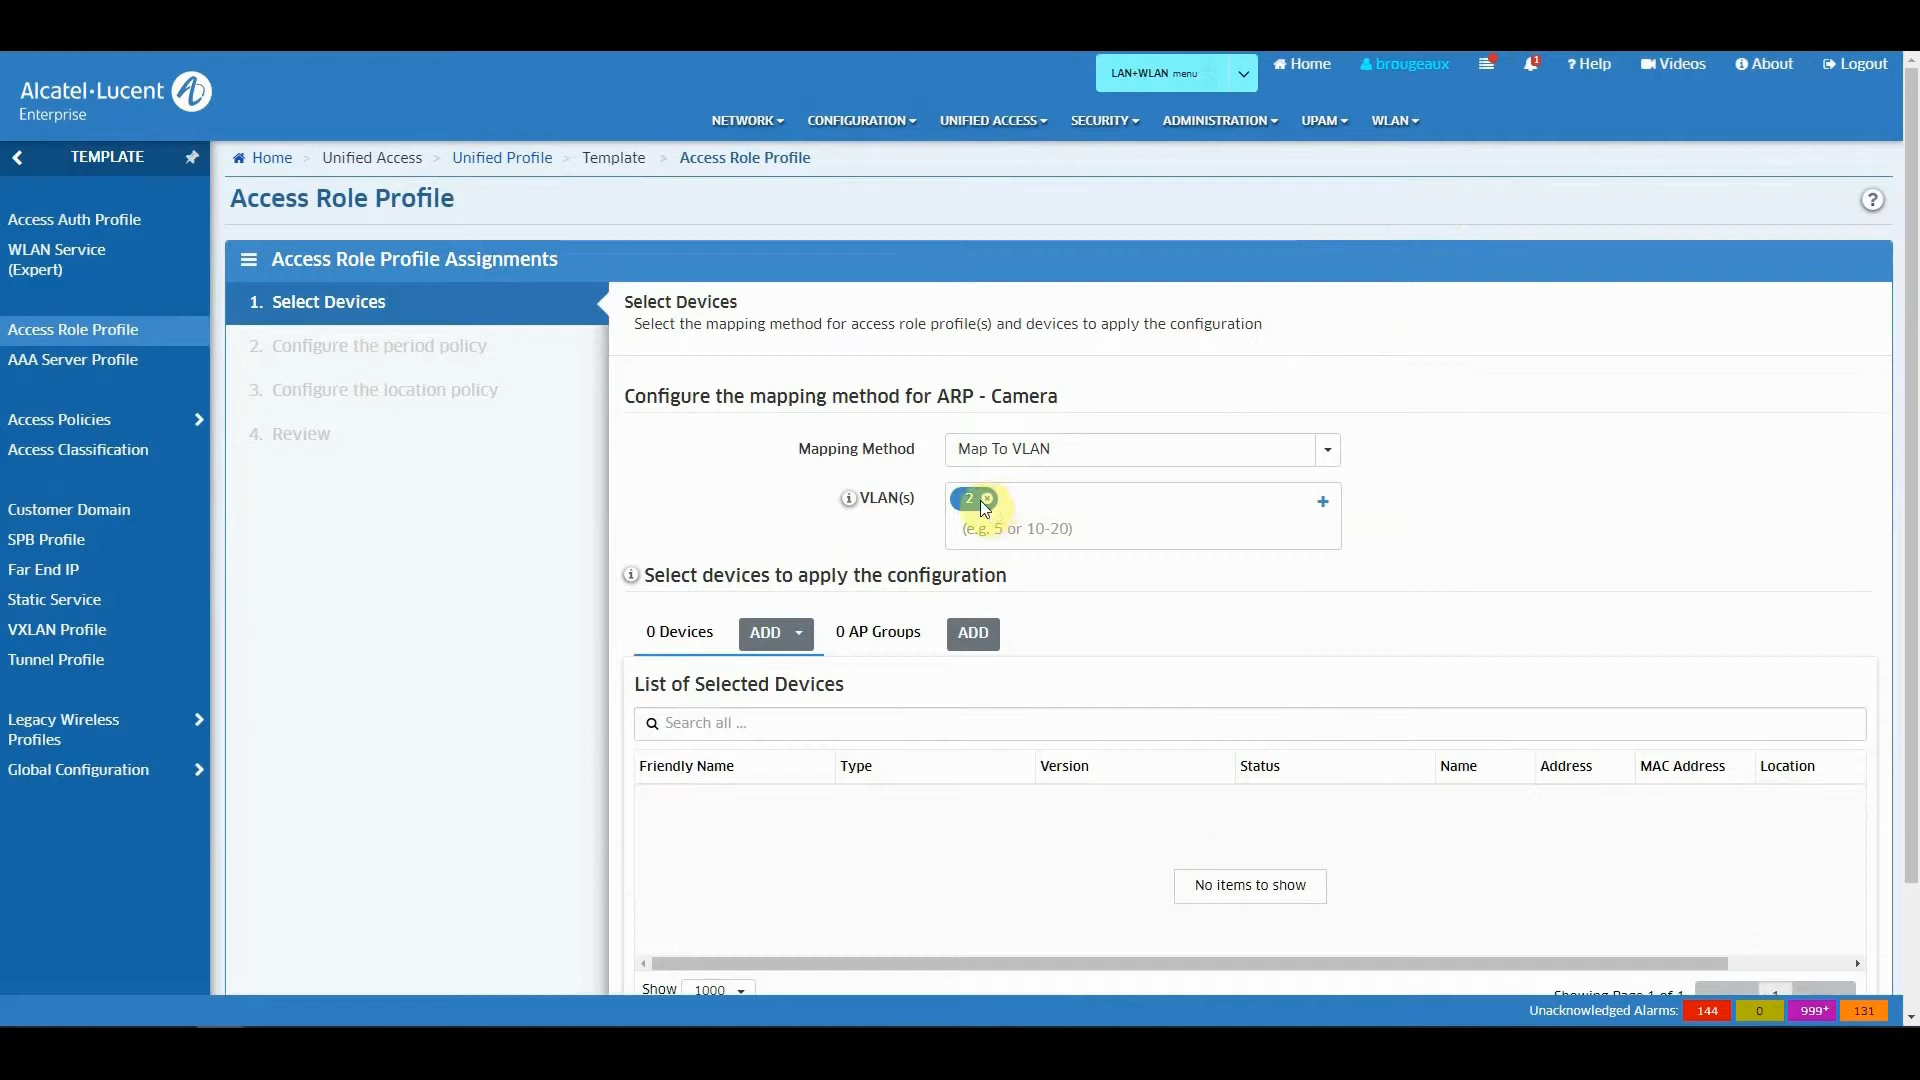 LAN+WLAN menu
Home
brougeaux
1
? Help
Videos
About
Logout
Alcatel·Lucent
Enterprise
NETWORK
CONFIGURATION
UNIFIED ACCESS
SECURITY
ADMINISTRATION
UPAM
WLAN
TEMPLATE
Home > Unified Access > Unified Profile > Template > Access Role Profile
Access Role Profile
?
Access Auth Profile
WLAN Service
(Expert)
Access Role Profile
AAA Server Profile
Access Policies
Access Classification
Customer Domain
SPB Profile
Far End IP
Static Service
VXLAN Profile
Tunnel Profile
Legacy Wireless
Profiles
Global Configuration
Access Role Profile Assignments
1. Select Devices
2. Configure the period policy
3. Configure the location policy
4. Review
Select Devices
Select the mapping method for access role profile(s) and devices to apply the configuration
Configure the mapping method for ARP - Camera
Mapping Method
Map To VLAN
VLAN(s)
2
(e.g. 5 or 10-20)
Select devices to apply the configuration
0 Devices
ADD
0 AP Groups
ADD
List of Selected Devices
Search all ...
Friendly Name
Type
Version
Status
Name
Address
MAC Address
Location
No items to show
Show
1000
Showing Page 1 of 1
1
Unacknowledged Alarms:
144
0
999+
131